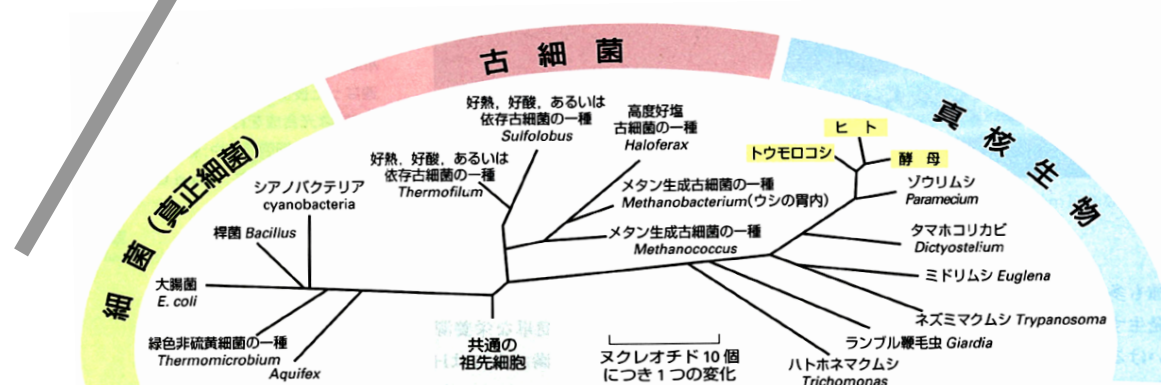 古細菌
細菌(真正細菌)
真核生物
好熱，好酸，あるいは
依存古細菌の一種
Sulfolobus
高度好塩
古細菌の一種
Haloferax
ヒト
トウモロコシ
酵母
好熱，好酸，あるいは
依存古細菌の一種
Thermofilum
シアノバクテリア
cyanobacteria
メタン生成古細菌の一種
Methanobacterium(ウシの胃内)
ゾウリムシ
Paramecium
桿菌 Bacilius
メタン生成古細菌の一種
Methanococcus
タマホコリカビ
Dictyostelium
大腸菌
E. coli
ミドリムシ Euglena
ネズミマクムシ Trypanosoma
緑色非硫黄細菌の一種
Thermomicrobium
Aquifex
共通の
祖先細胞
ヌクレオチド10個
につき1つの変化
ランブル鞭毛虫 Giardia
ハトホネマクムシ
Trichomonas